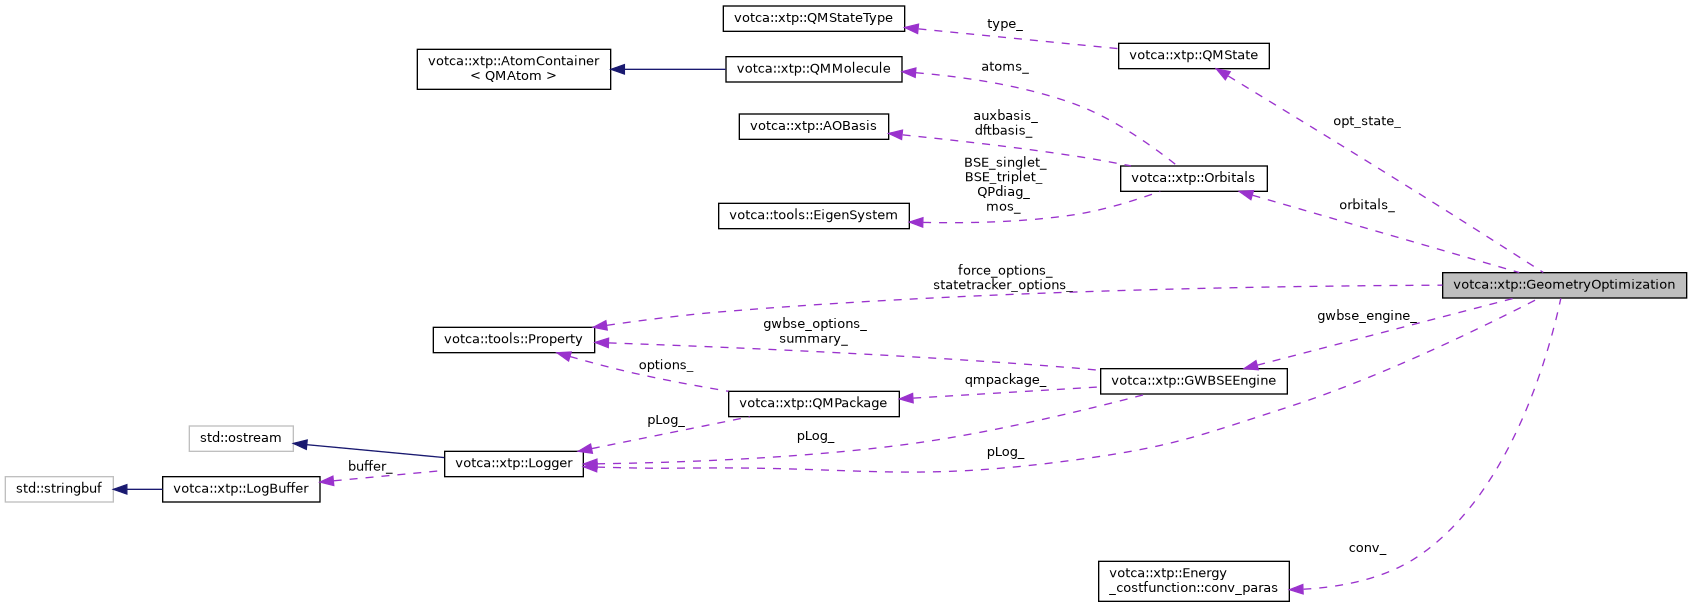 votca::xtp::QMStateType
type_
votca::xtp::QMState
votca::xtp::AtomContainer
< QMAtom >
votca::xtp::QMMolecule
atoms_
votca::xtp::AOBasis
auxbasis_
dftbasis_
opt_state_
BSE_singlet_
BSE_triplet_
QPdiag_
mos_
votca::xtp::Orbitals
votca::tools::EigenSystem
orbitals_
force_options_
statetracker_options_
votca::xtp::GeometryOptimization
votca::tools::Property
gwbse_options_
summary_
gwbse_engine_
options_
qmpackage_
votca::xtp::GWBSEEngine
votca::xtp::QMPackage
pLog_
pLog_
pLog_
std::ostream
votca::xtp::Logger
buffer_
std::stringbuf
votca::xtp::LogBuffer
conv_
votca::xtp::Energy
_costfunction::conv_paras